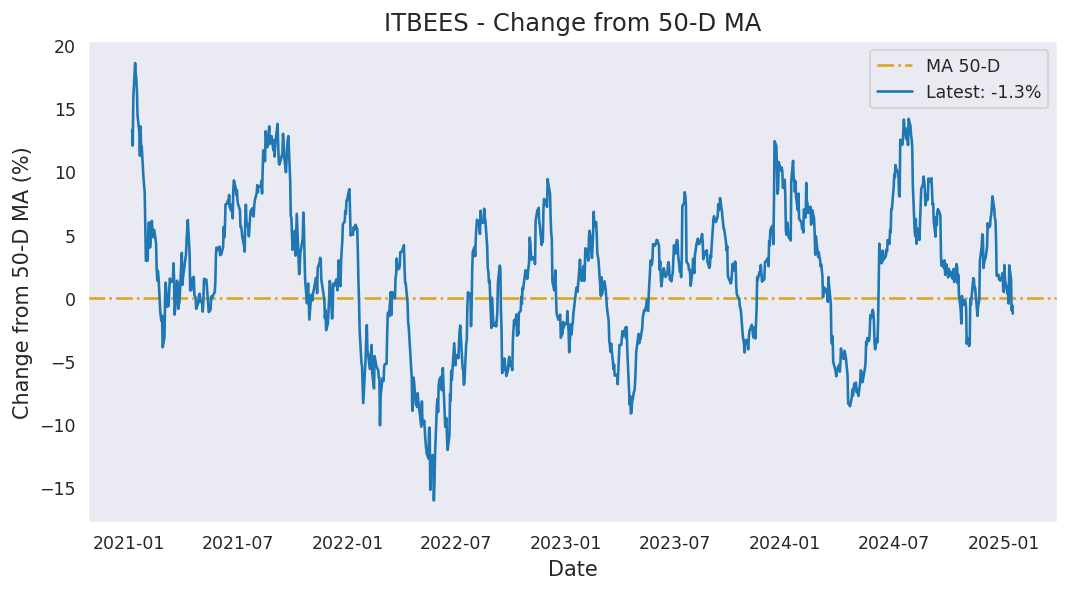 ITBEES - Change from 50-D MA
MA 50-D
Latest: -1.3%
Change from 50-D MA (%)
20
15
10
5
0
−5
−10
−15
2021-01 2021-07 2022-01 2022-07 2023-01 2023-07 2024-01 2024-07 2025-01
Date